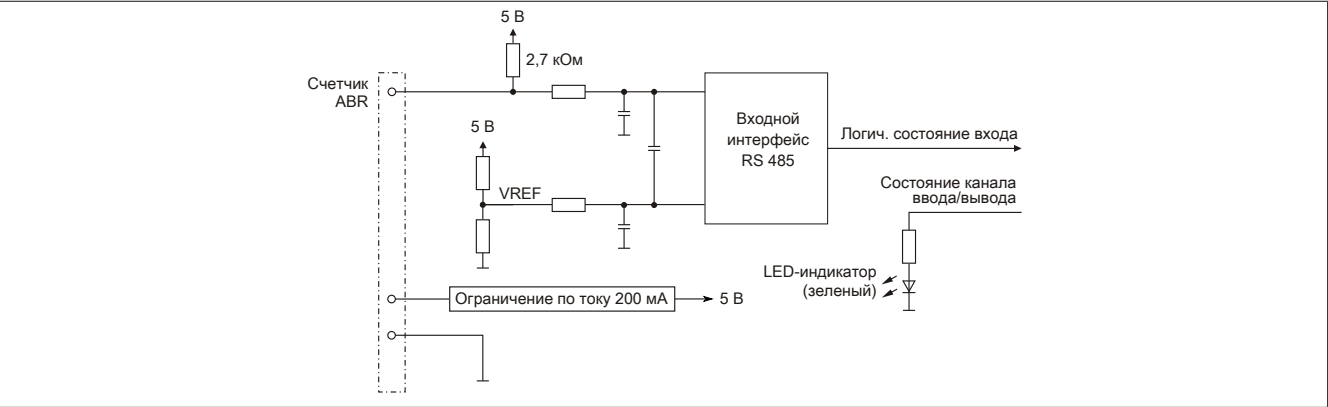 5 В
2,7 кОм
Счетчик
ABR
5 В
VREF
Входной
интерфейс
RS 485
Логич. состояние входа
Состояние канала
ввода/вывода
LED-индикатор
(зеленый)
Ограничение по току 200 мА
5 В